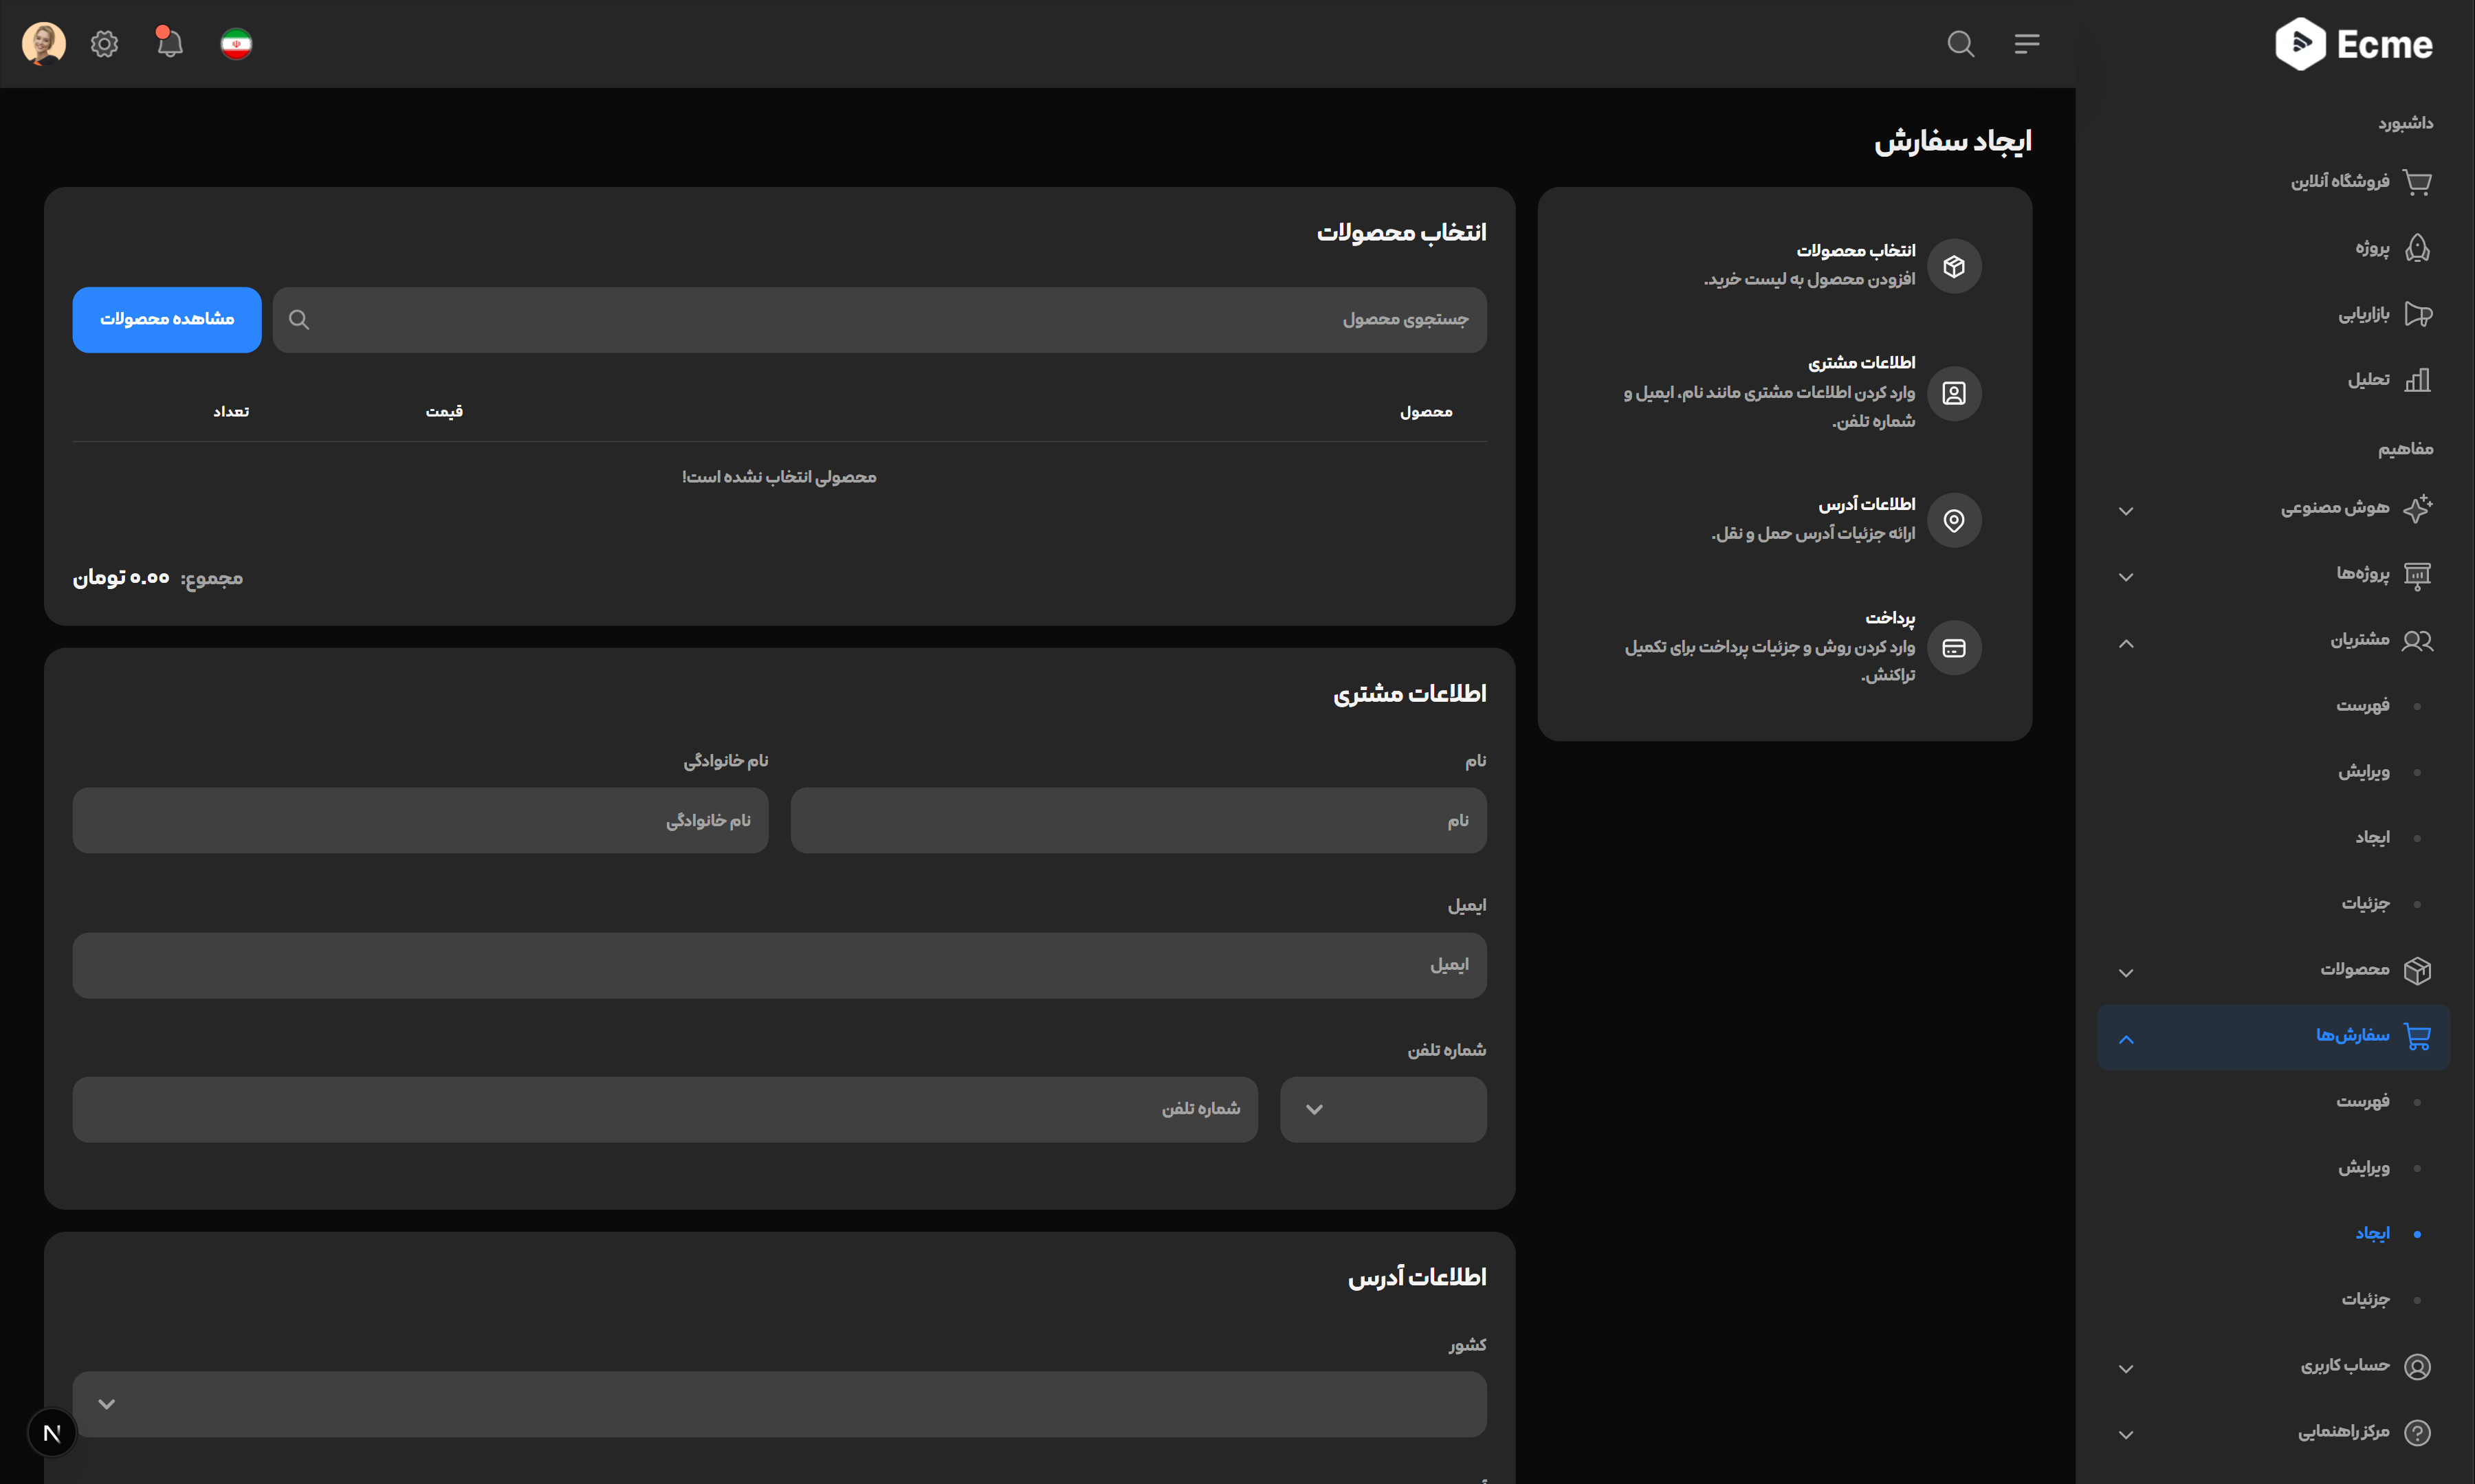 Ecme
داشبورد
فروشگاه آنلاین
پروژه
بازاریابی
تحلیل
مفاهیم
هوش مصنوعی
پروژه‌ها
مشتریان
فهرست
ویرایش
ایجاد
جزئیات
محصولات
سفارش‌ها
فهرست
ویرایش
ایجاد
جزئیات
حساب کاربری
مرکز راهنمایی
ایجاد سفارش
انتخاب محصولات
افزودن محصول به لیست خرید.
اطلاعات مشتری
وارد کردن اطلاعات مشتری مانند نام، ایمیل و
شماره تلفن.
اطلاعات آدرس
ارائه جزئیات آدرس حمل و نقل.
پرداخت
وارد کردن روش و جزئیات پرداخت برای تکمیل
تراکنش.
انتخاب محصولات
جستجوی محصول
مشاهده محصولات
محصول قیمت تعداد
محصولی انتخاب نشده است!
مجموع: ۰.۰۰ تومان
اطلاعات مشتری
نام
نام خانوادگی
نام
نام خانوادگی
ایمیل
ایمیل
شماره تلفن
شماره تلفن
اطلاعات آدرس
کشور
N